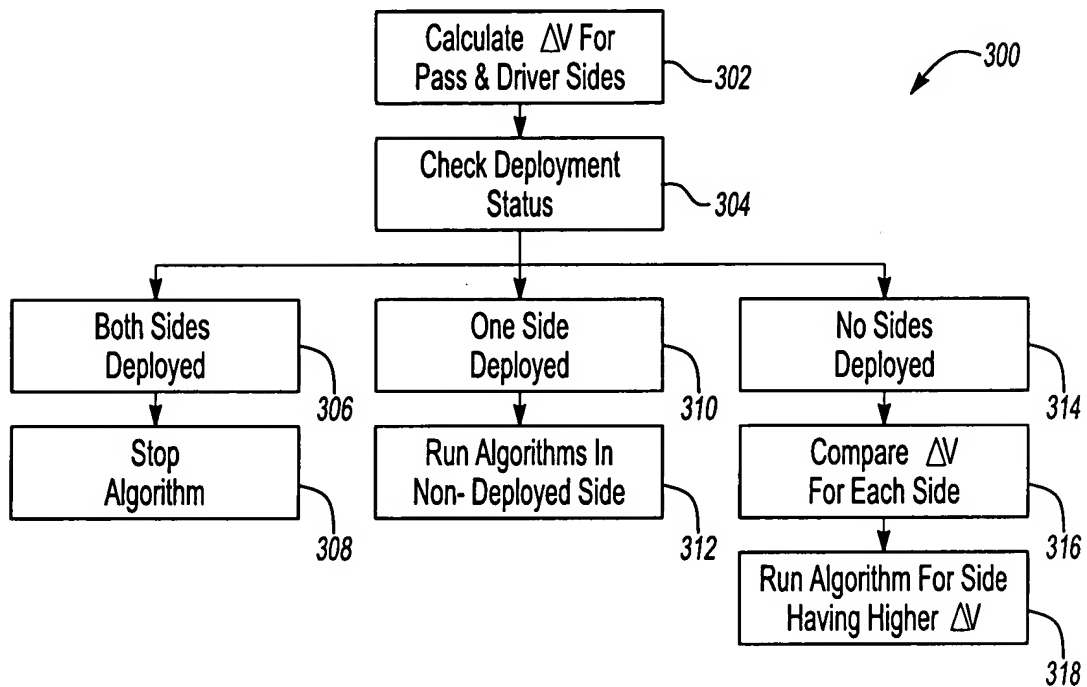 Calculate ΔV For
Pass & Driver Sides
302
300
Check Deployment
Status
304
Both Sides
Deployed
306
One Side
Deployed
310
No Sides
Deployed
314
Stop
Algorithm
308
Run Algorithms In
Non- Deployed Side
312
Compare ΔV
For Each Side
316
Run Algorithm For Side
Having Higher ΔV
318